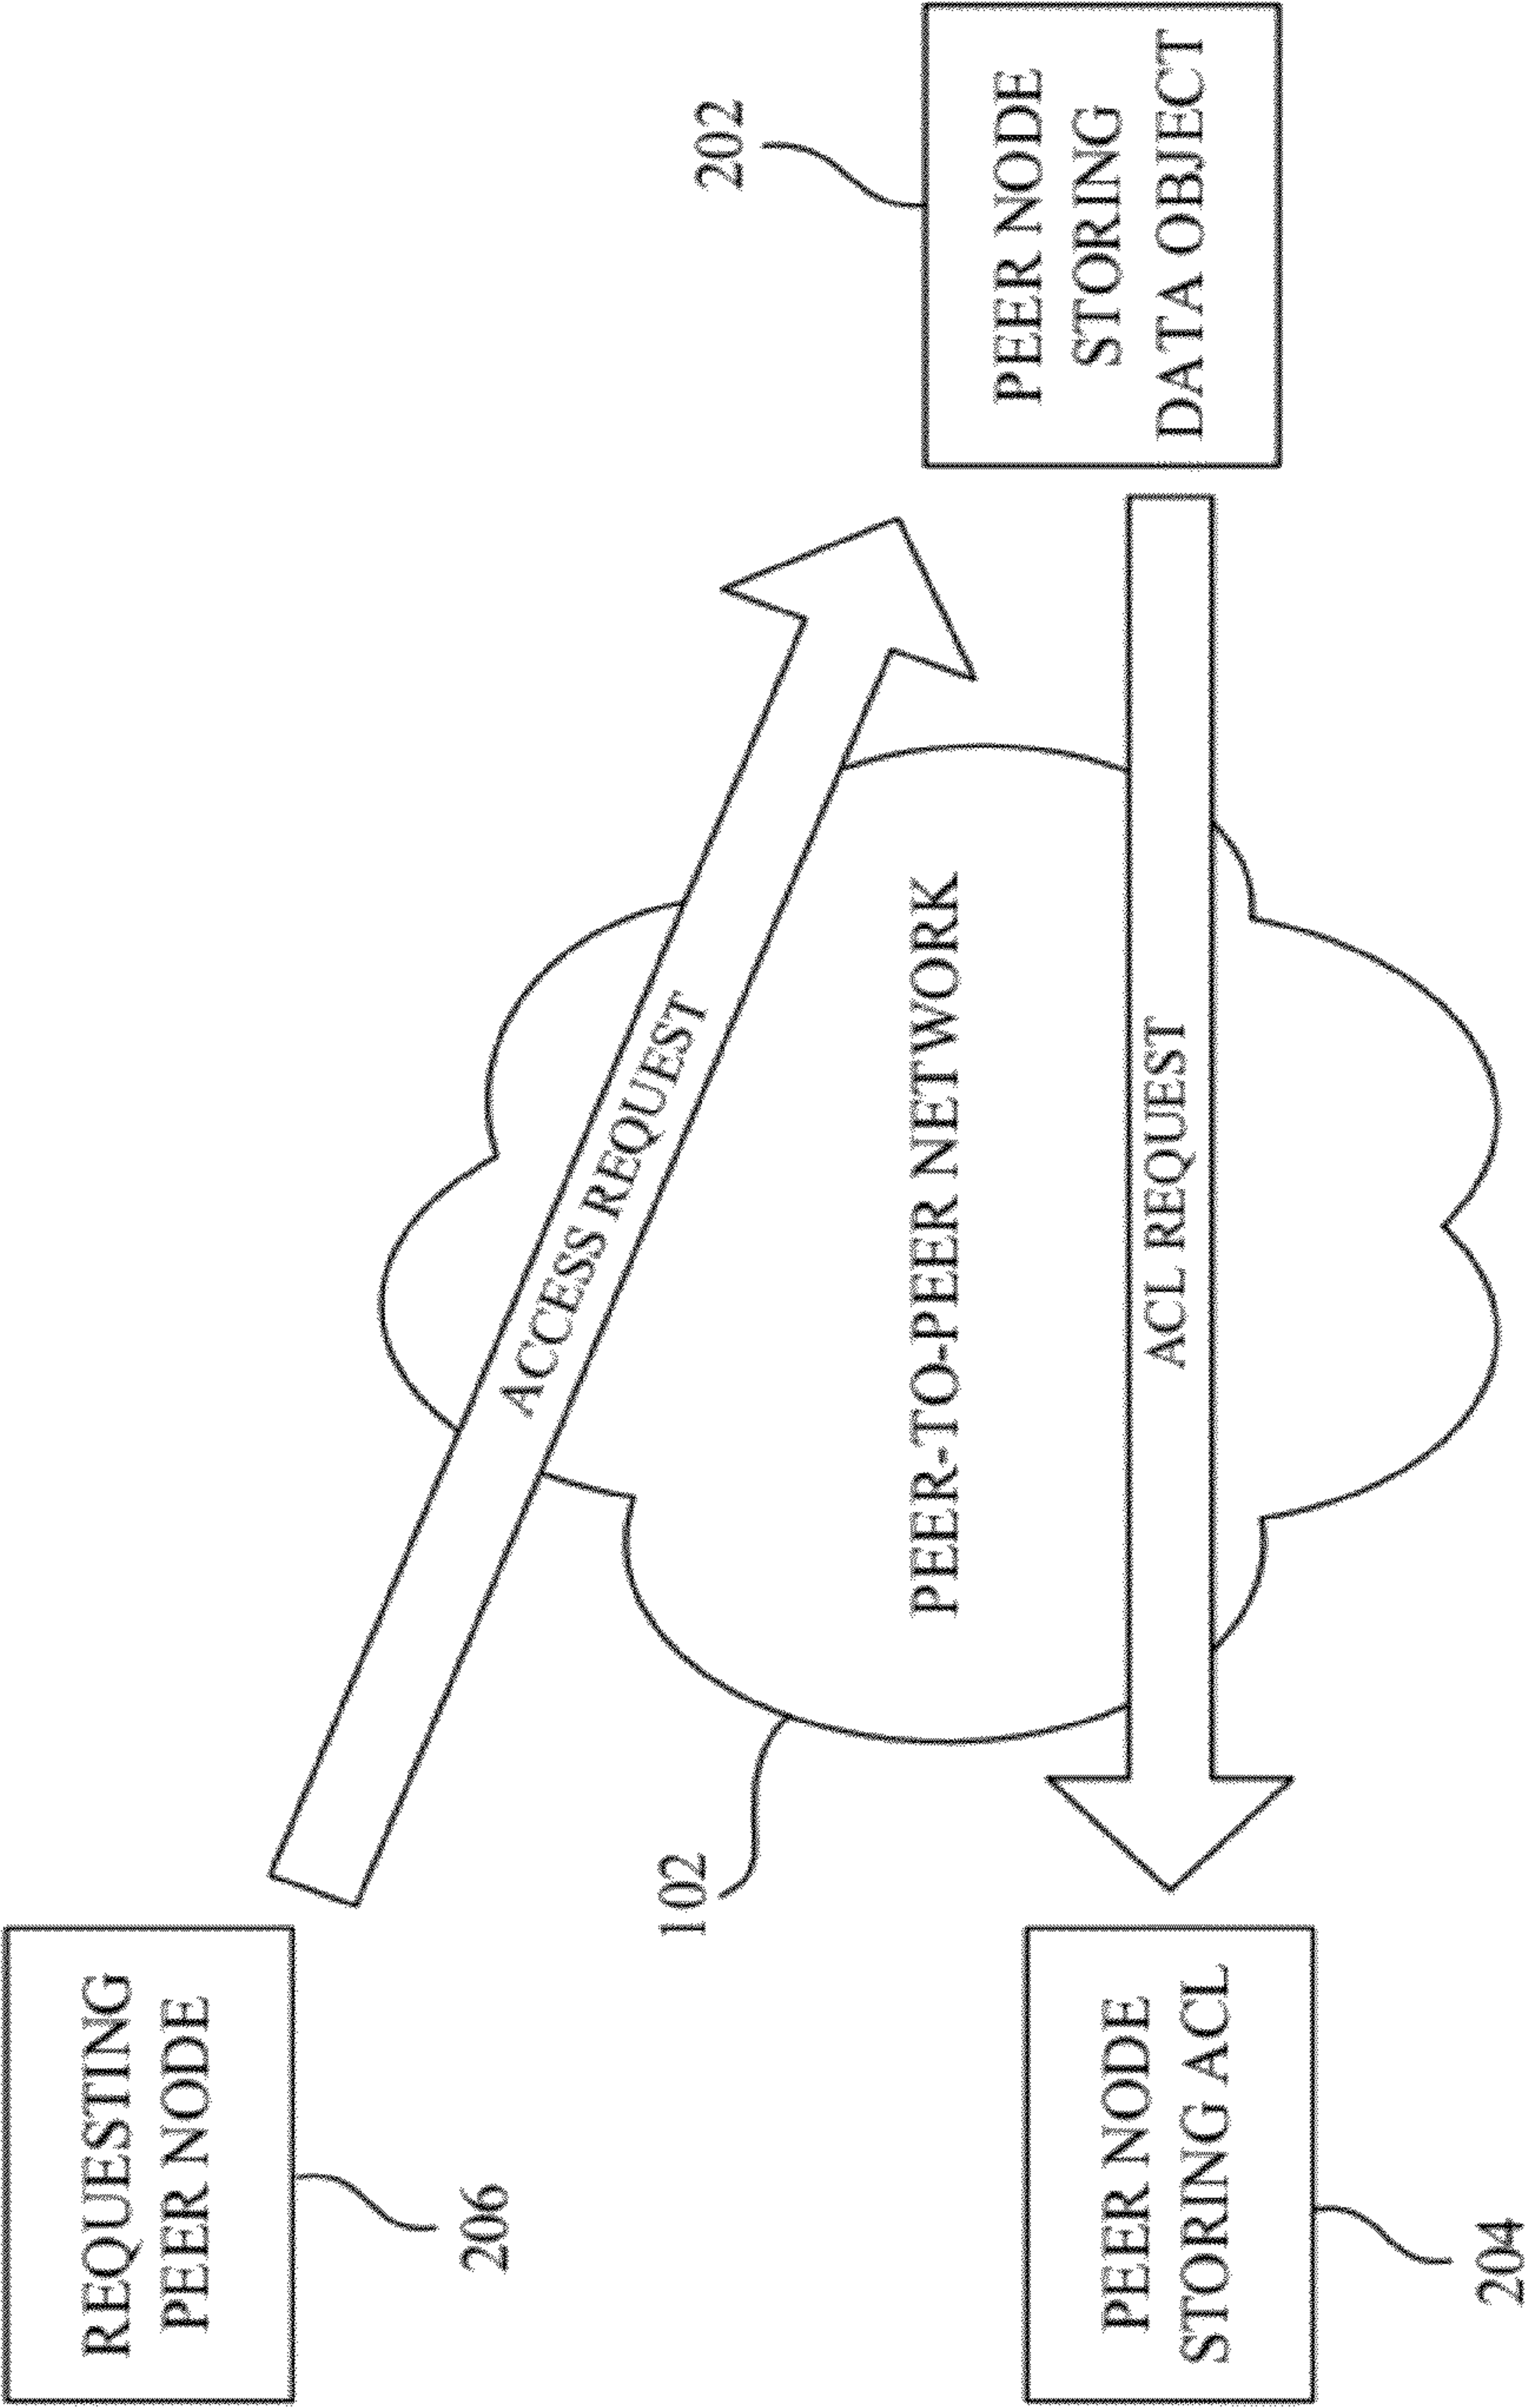 REQUESTING
PEER NODE
206
ACCESS REQUEST
202
PEER NODE
STORING
DATA OBJECT
102
PEER-TO-PEER NETWORK
ACL REQUEST
PEER NODE
STORING ACL
204